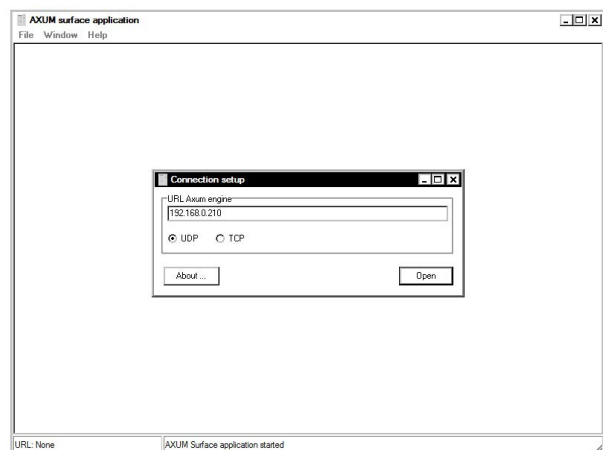 AXUM surface application
File Window Help
Connection setup
URL Axum engine
192.168.0.210
UDP TCP
About ... Open
URL: None AXUM Surface application started